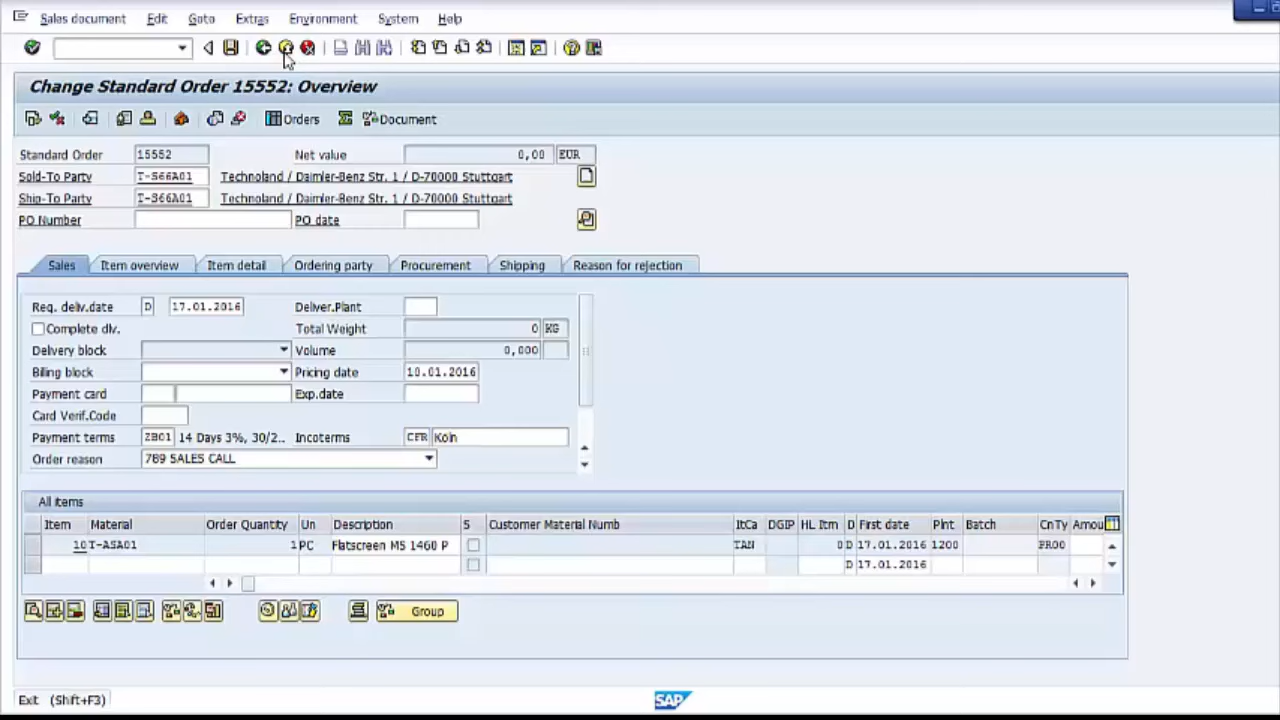 Sales document Edit Goto Extras Environment System Help
Change Standard Order 15552: Overview
Orders Document
Standard Order 15552 Net value 0,00 EUR
Sold-To Party T-S66A01 Technoland / Daimler-Benz Str. 1 / D-70000 Stuttgart
Ship-To Party T-S66A01 Technoland / Daimler-Benz Str. 1 / D-70000 Stuttgart
PO Number PO date
Sales Item overview Item detail Ordering party Procurement Shipping Reason for rejection
Req. deliv.date D 17.01.2016 Deliver.Plant
Complete dlv. Total Weight 0 KG
Delivery block Volume 0,000
Billing block Pricing date 10.01.2016
Payment card Exp.date
Card Verif.Code
Payment terms ZB01 14 Days 3%, 30/2.. Incoterms CFR Koln
Order reason 789 SALES CALL
All items
Item Material Order Quantity Un Description S Customer Material Numb ItCa DGIP HL Itm D First date Plnt Batch CnTy Amou
10 T-ASA01 1 PC Flatscreen MS 1460 P TAN 0 D 17.01.2016 1200 PR00
D 17.01.2016
Group
Exit (Shift+F3) SAP